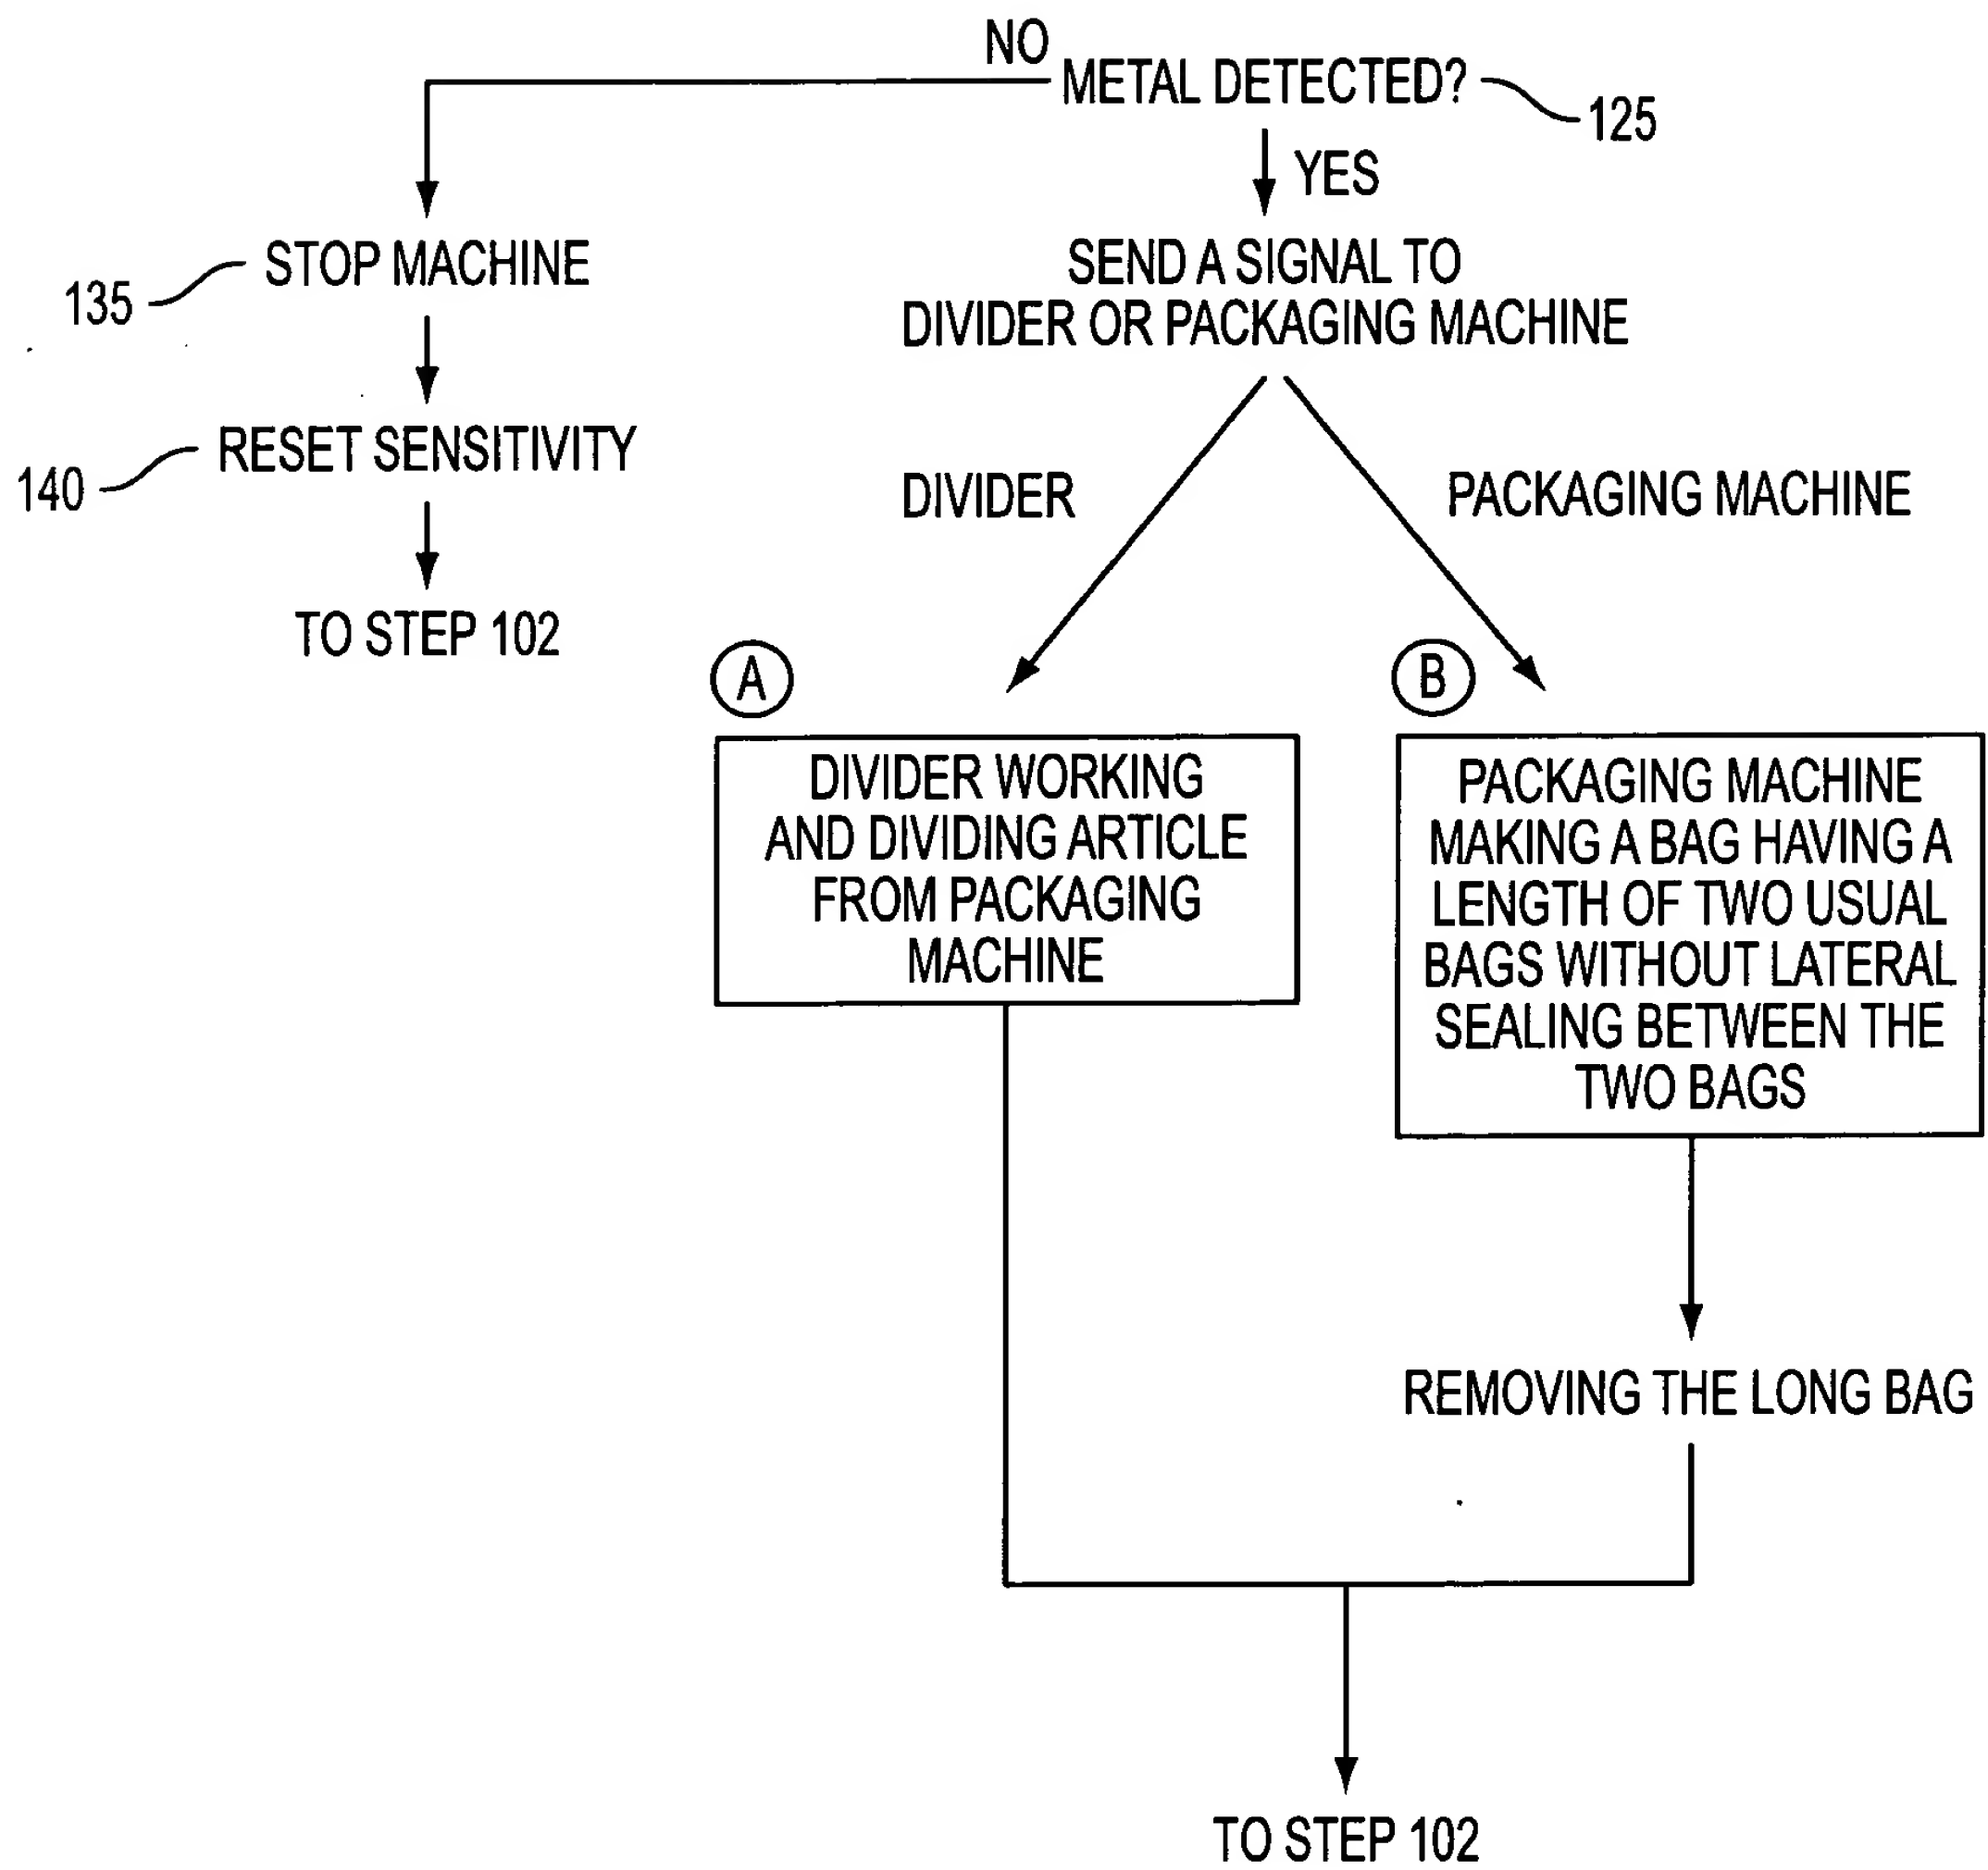 NO
METAL DETECTED?
125
YES
STOP MACHINE
135
SEND A SIGNAL TO
DIVIDER OR PACKAGING MACHINE
RESET SENSITIVITY
140
DIVIDER
PACKAGING MACHINE
TO STEP 102
A
B
DIVIDER WORKING
AND DIVIDING ARTICLE
FROM PACKAGING
MACHINE
PACKAGING MACHINE
MAKING A BAG HAVING A
LENGTH OF TWO USUAL
BAGS WITHOUT LATERAL
SEALING BETWEEN THE
TWO BAGS
REMOVING THE LONG BAG
TO STEP 102